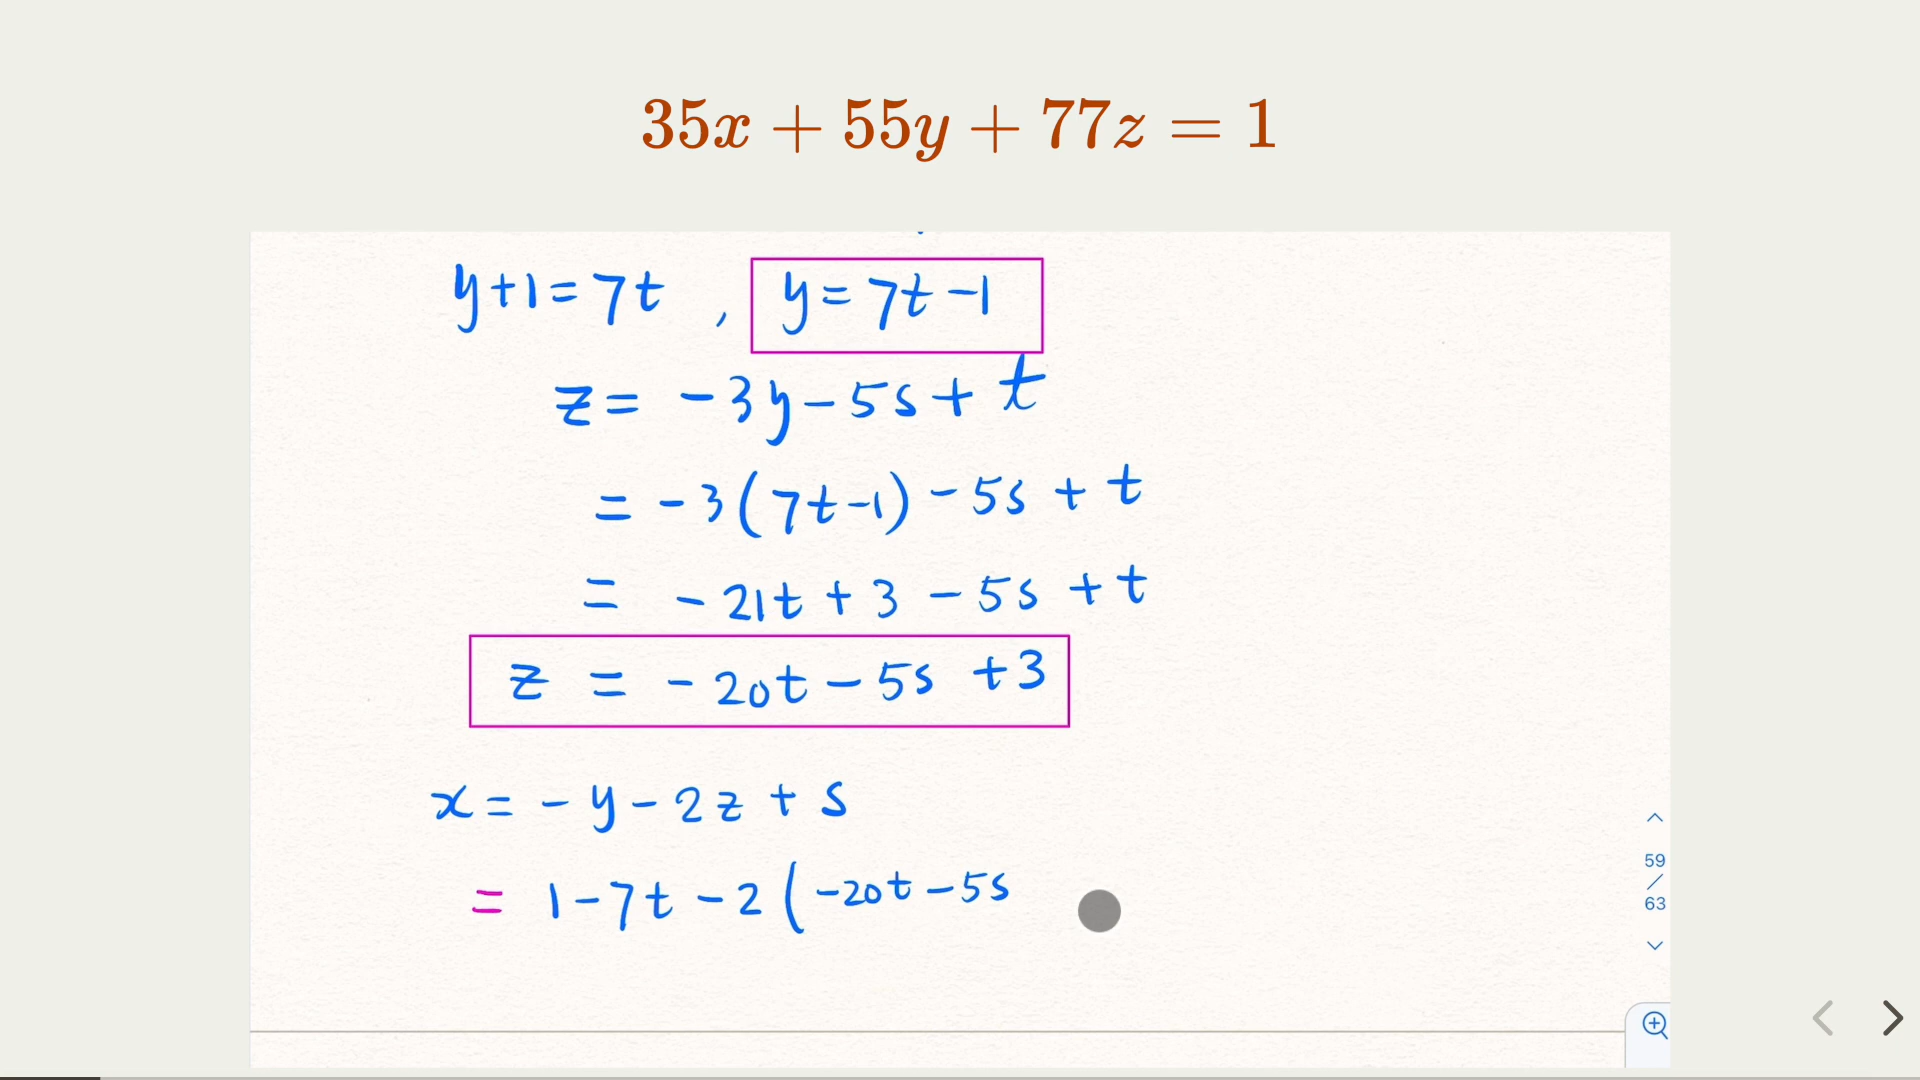 35x + 55y + 77z = 1
y+1=7t , y=7t-1
z= -3y-5s+t
= -3(7t-1)-5s+t
= -21t+3-5s+t
z = -20t-5s+3
x=-y-2z+s
= 1-7t-2(-20t-5s
59
/
63